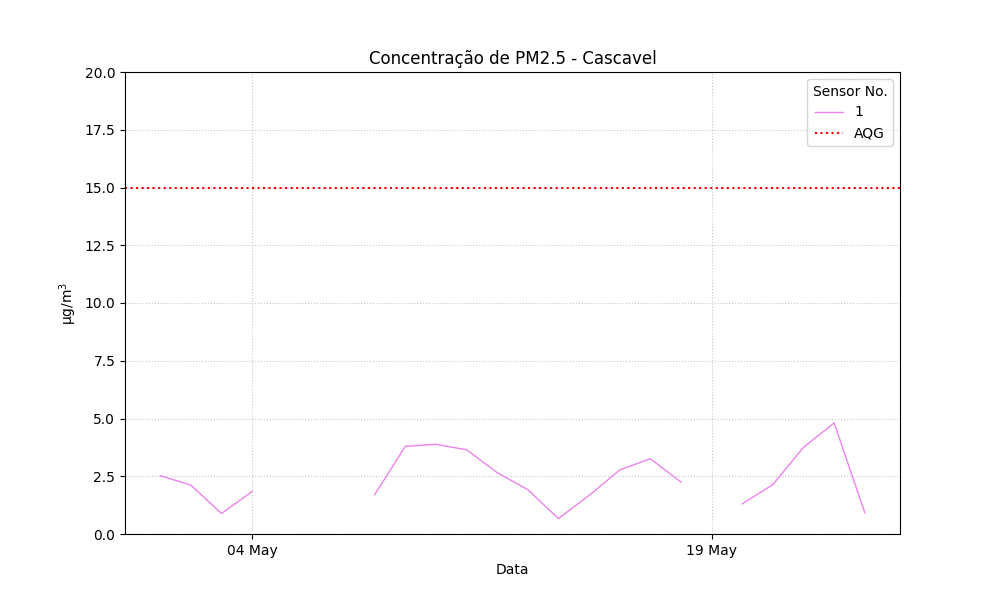 Concentração de PM2.5 - Cascavel
20.0
17.5
15.0
12.5
10.0
7.5
5.0
2.5
0.0
µg/m³
Sensor No.
1
AQG
04 May
19 May
Data